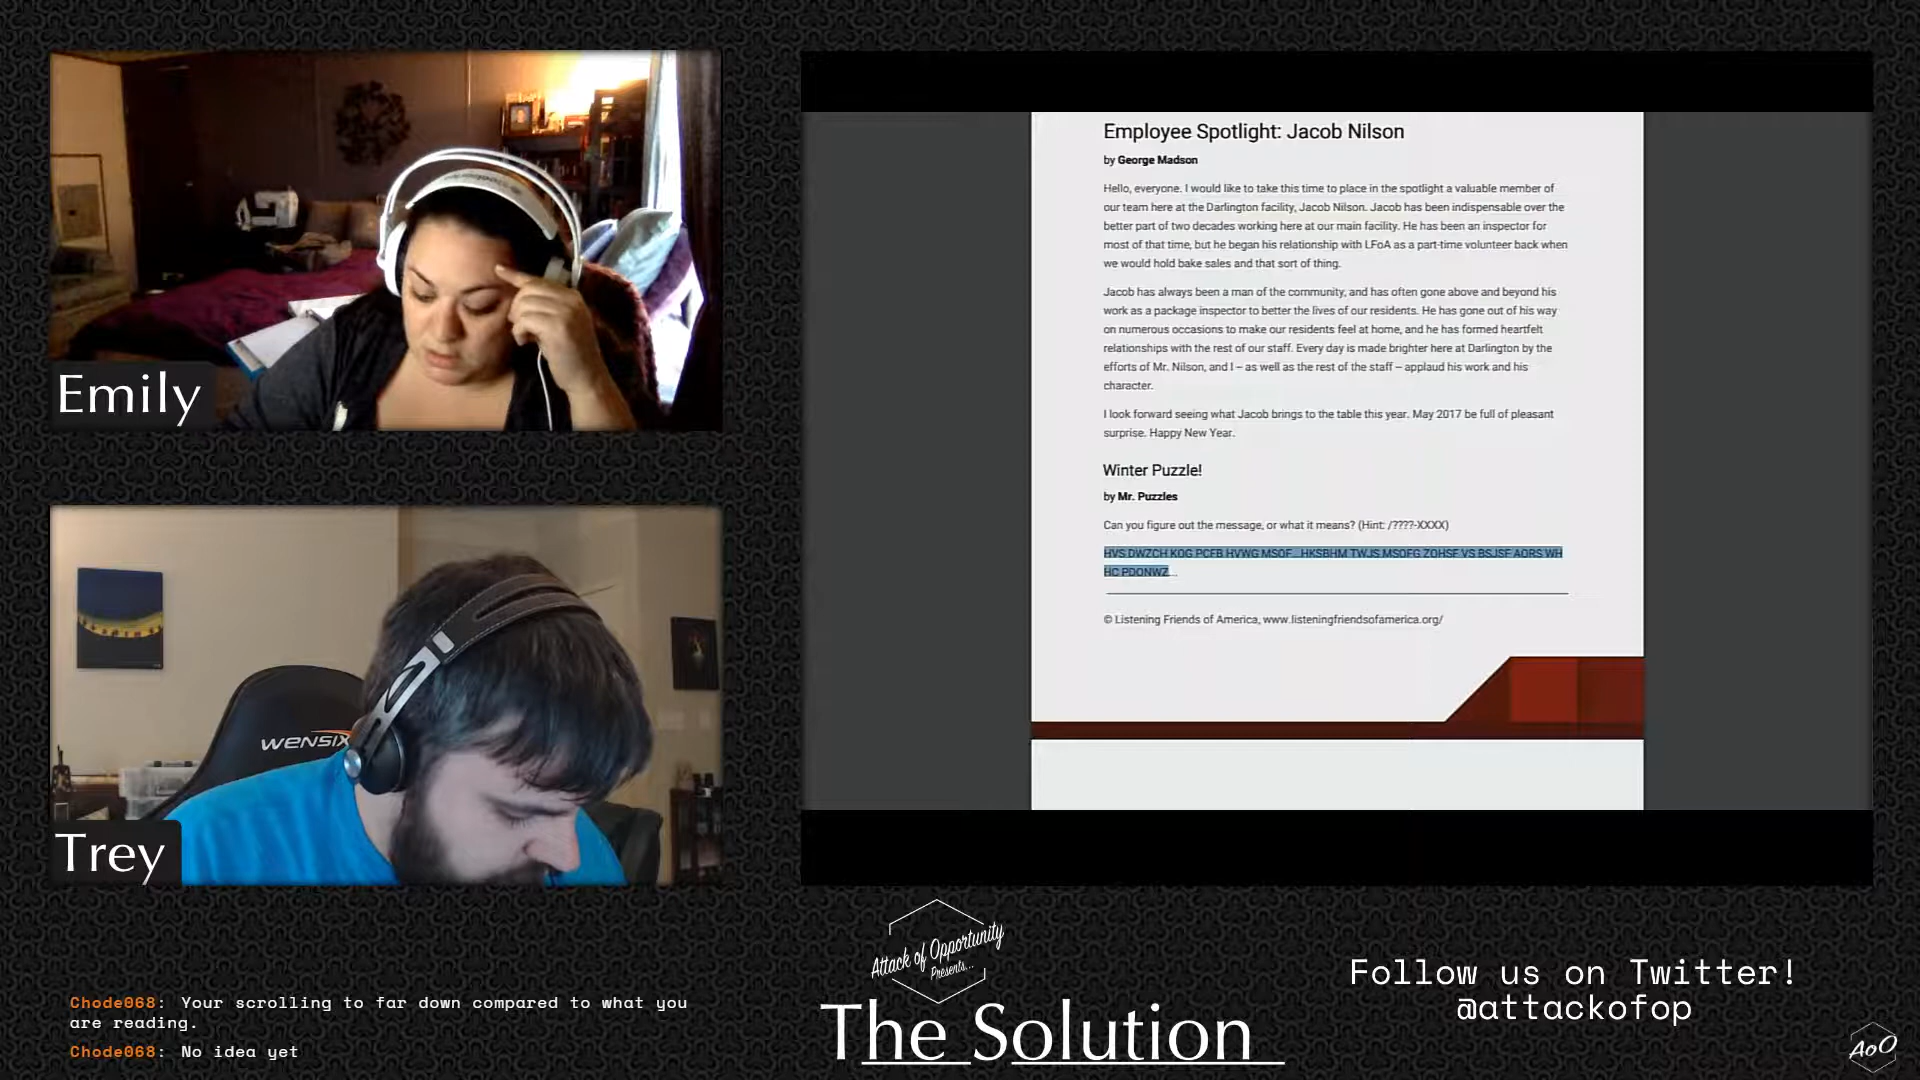 Employee Spotlight: Jacob Nilson
by George Madson
Hello, everyone. I would like to take this time to place in the spotlight a valuable member of
our team here at the Darlington facility, Jacob Nilson. Jacob has been indispensable over the
better part of two decades working here at our main facility. He has been an inspector for
most of that time, but he began his relationship with LFoA as a part-time volunteer back when
we would hold bake sales and that sort of thing.
Jacob has always been a man of the community, and has often gone above and beyond his
work as a package inspector to better the lives of our residents. He has gone out of his way
on numerous occasions to make our residents feel at home, and he has formed heartfelt
relationships with the rest of our staff. Every day is made brighter here at Darlington by the
efforts of Mr. Nilson, and I – as well as the rest of the staff – applaud his work and his
character.
I look forward seeing what Jacob brings to the table this year. May 2017 be full of pleasant
surprise. Happy New Year.
Winter Puzzle!
by Mr. Puzzles
Can you figure out the message, or what it means? (Hint: /????-XXXX)
HVS DWZCH KOG PCFB HVWG MSOF...HKSBHM TWJS MSOFG ZOHSF VS BSJSF AORS WH
HC PDONWZ...
© Listening Friends of America, www.listeningfriendsofamerica.org/
Emily
WENSIX
Trey
Chode068: Your scrolling to far down compared to what you
are reading.
Chode068: No idea yet
Attack of Opportunity
Presents...
The Solution
Follow us on Twitter!
@attackofop
AoO